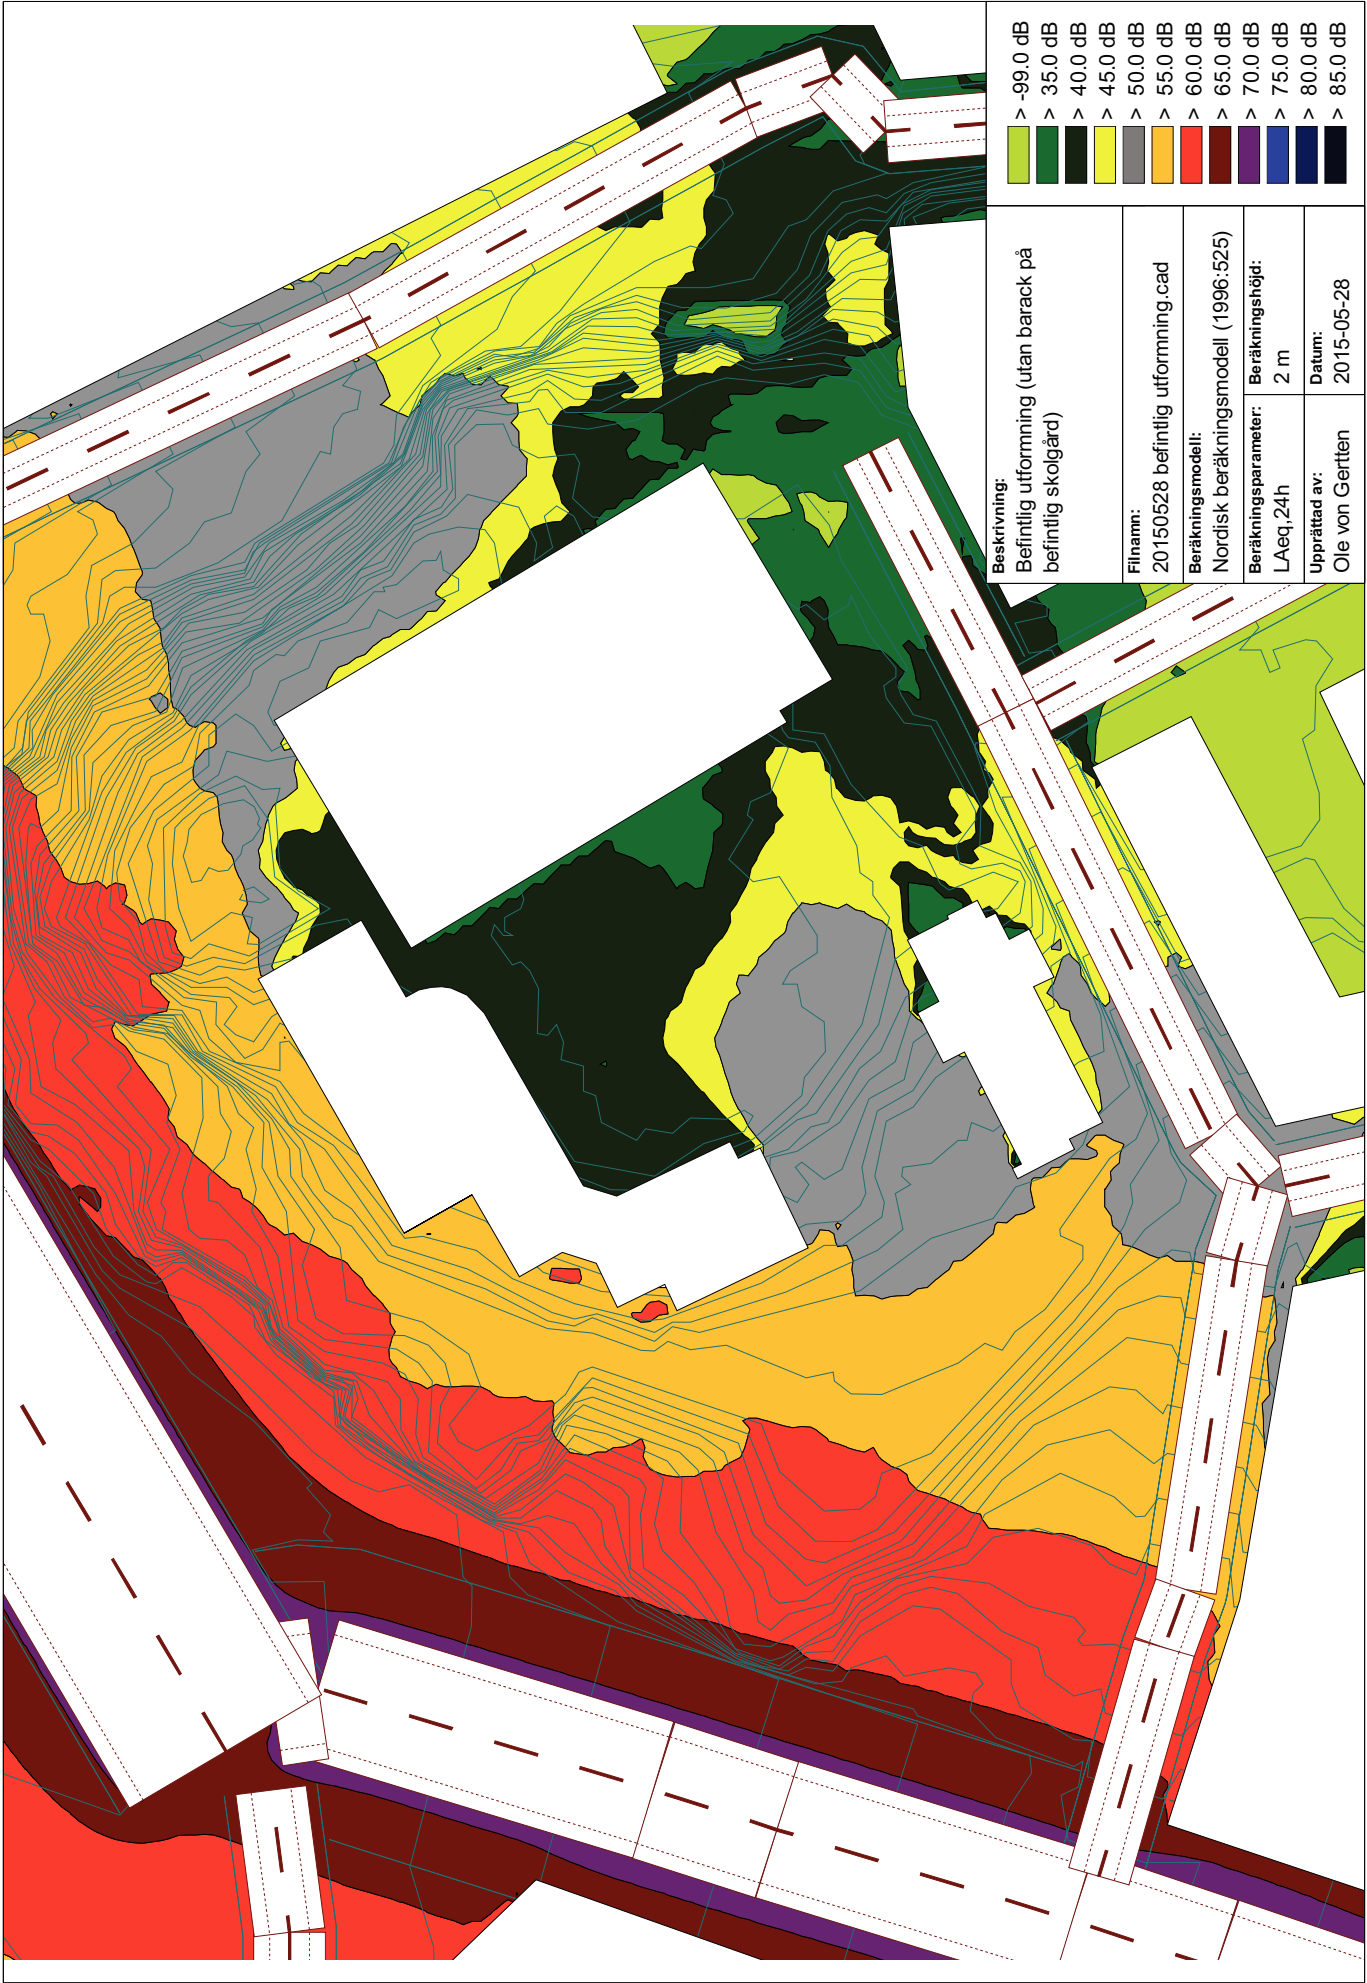 Beskrivning:
Befintlig utformning (utan barack på
befintlig skolgård)
Filnamn:
20150528 befintlig utformning.cad
Beräkningsmodell:
Nordisk beräkningsmodell (1996:525)
Beräkningsparameter:
LAeq,24h
Beräkningshöjd:
2 m
Upprättad av:
Ole von Gertten
Datum:
2015-05-28
> -99.0 dB
> 35.0 dB
> 40.0 dB
> 45.0 dB
> 50.0 dB
> 55.0 dB
> 60.0 dB
> 65.0 dB
> 70.0 dB
> 75.0 dB
> 80.0 dB
> 85.0 dB